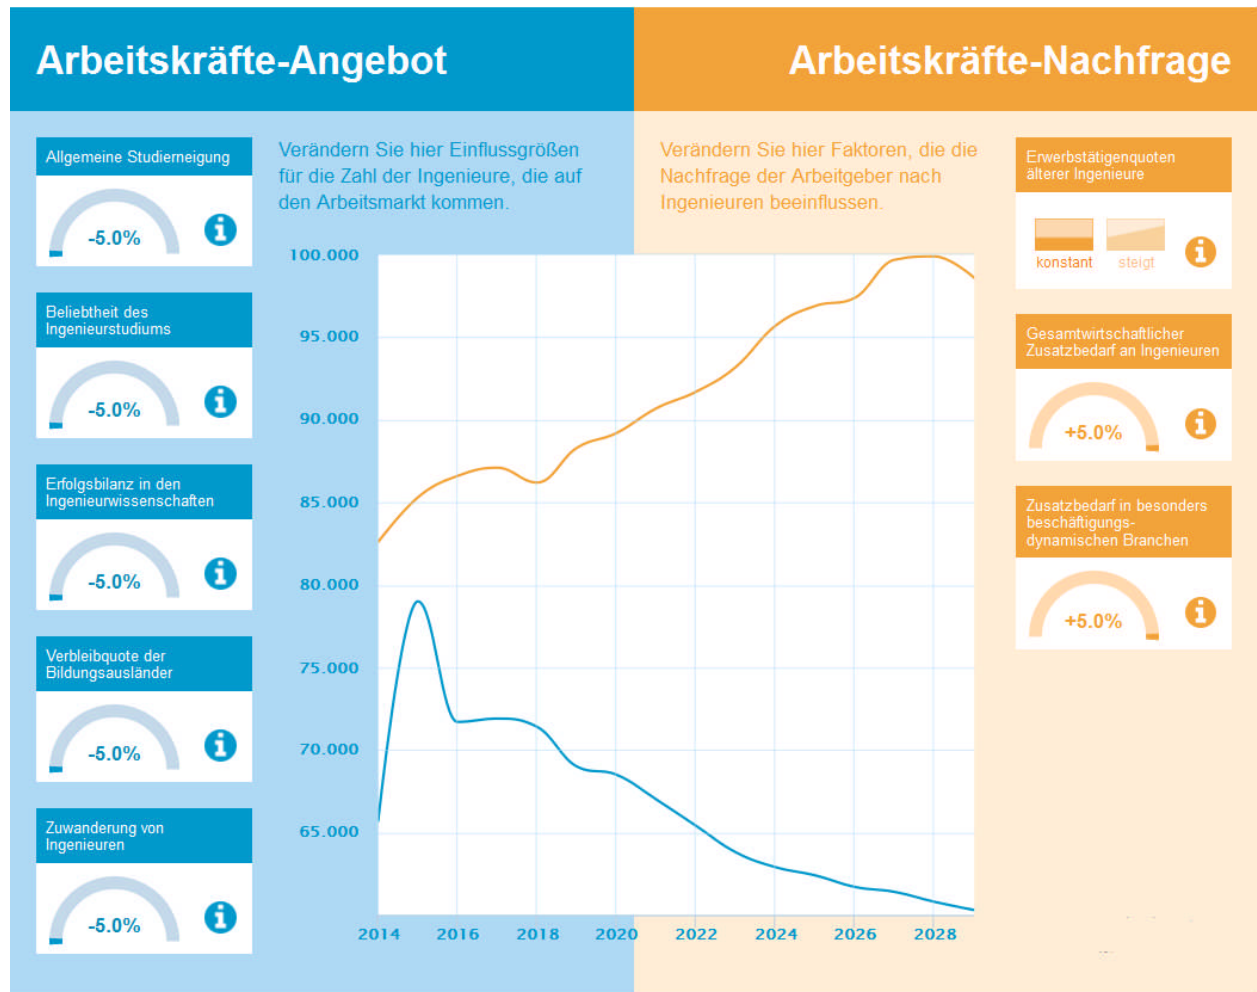 Arbeitskräfte-Angebot
Arbeitskräfte-Nachfrage
Allgemeine Studierneigung
-5.0%
Beliebtheit des
Ingenieurstudiums
-5.0%
Erfolgsbilanz in den
Ingenieurwissenschaften
-5.0%
Verbleibquote der
Bildungsausländer
-5.0%
Zuwanderung von
Ingenieuren
-5.0%
Verändern Sie hier Einflussgrößen
für die Zahl der Ingenieure, die auf
den Arbeitsmarkt kommen.
Verändern Sie hier Faktoren, die die
Nachfrage der Arbeitgeber nach
Ingenieuren beeinflussen.
100.000
95.000
90.000
85.000
80.000
75.000
70.000
65.000
2014 2016 2018 2020 2022 2024 2026 2028
Erwerbstätigenquoten
älterer Ingenieure
konstant steigt
Gesamtwirtschaftlicher
Zusatzbedarf an Ingenieuren
+5.0%
Zusatzbedarf in besonders
beschäftigungs-
dynamischen Branchen
+5.0%